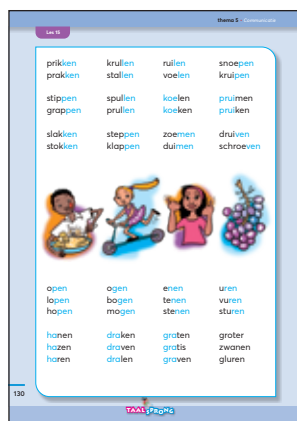 thema 5 - Communicatie
Les 15
prikken krullen ruilen snoepen
prakken stallen voelen kruipen
stippen spullen koelen pruimen
grappen prullen koeken pruiken
slakken steppen zoemen druiven
stokken klappen duimen schroeven
open ogen enen uren
lopen bogen tenen vuren
hopen mogen stenen sturen
hanen draken graten groter
hazen draven gratis zwanen
haren dralen graven gluren
130
TAALSPRONG